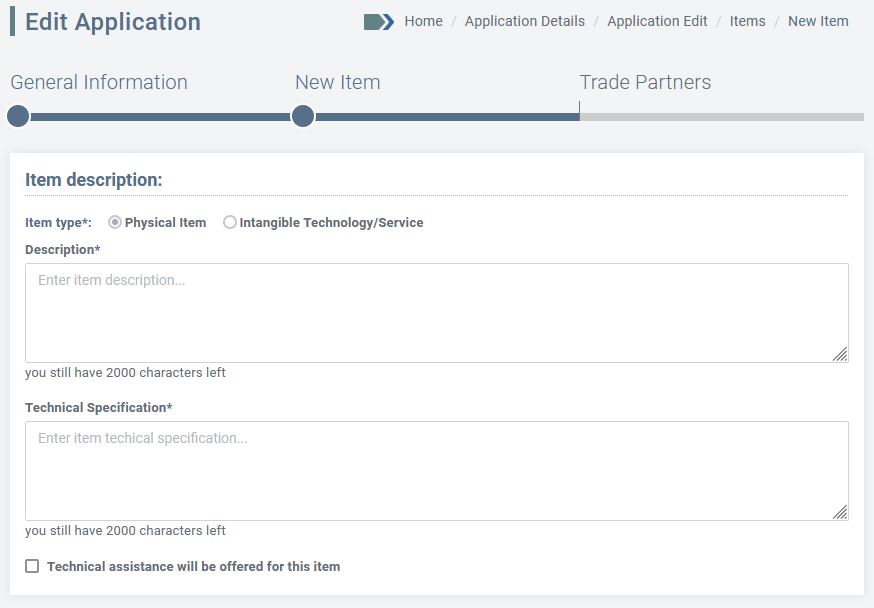 Edit Application
Home / Application Details / Application Edit / Items / New Item
General Information New Item Trade Partners
Item description:
Item type*: Physical Item Intangible Technology/Service
Description*
Enter item description...
you still have 2000 characters left
Technical Specification*
Enter item techical specification...
you still have 2000 characters left
Technical assistance will be offered for this item